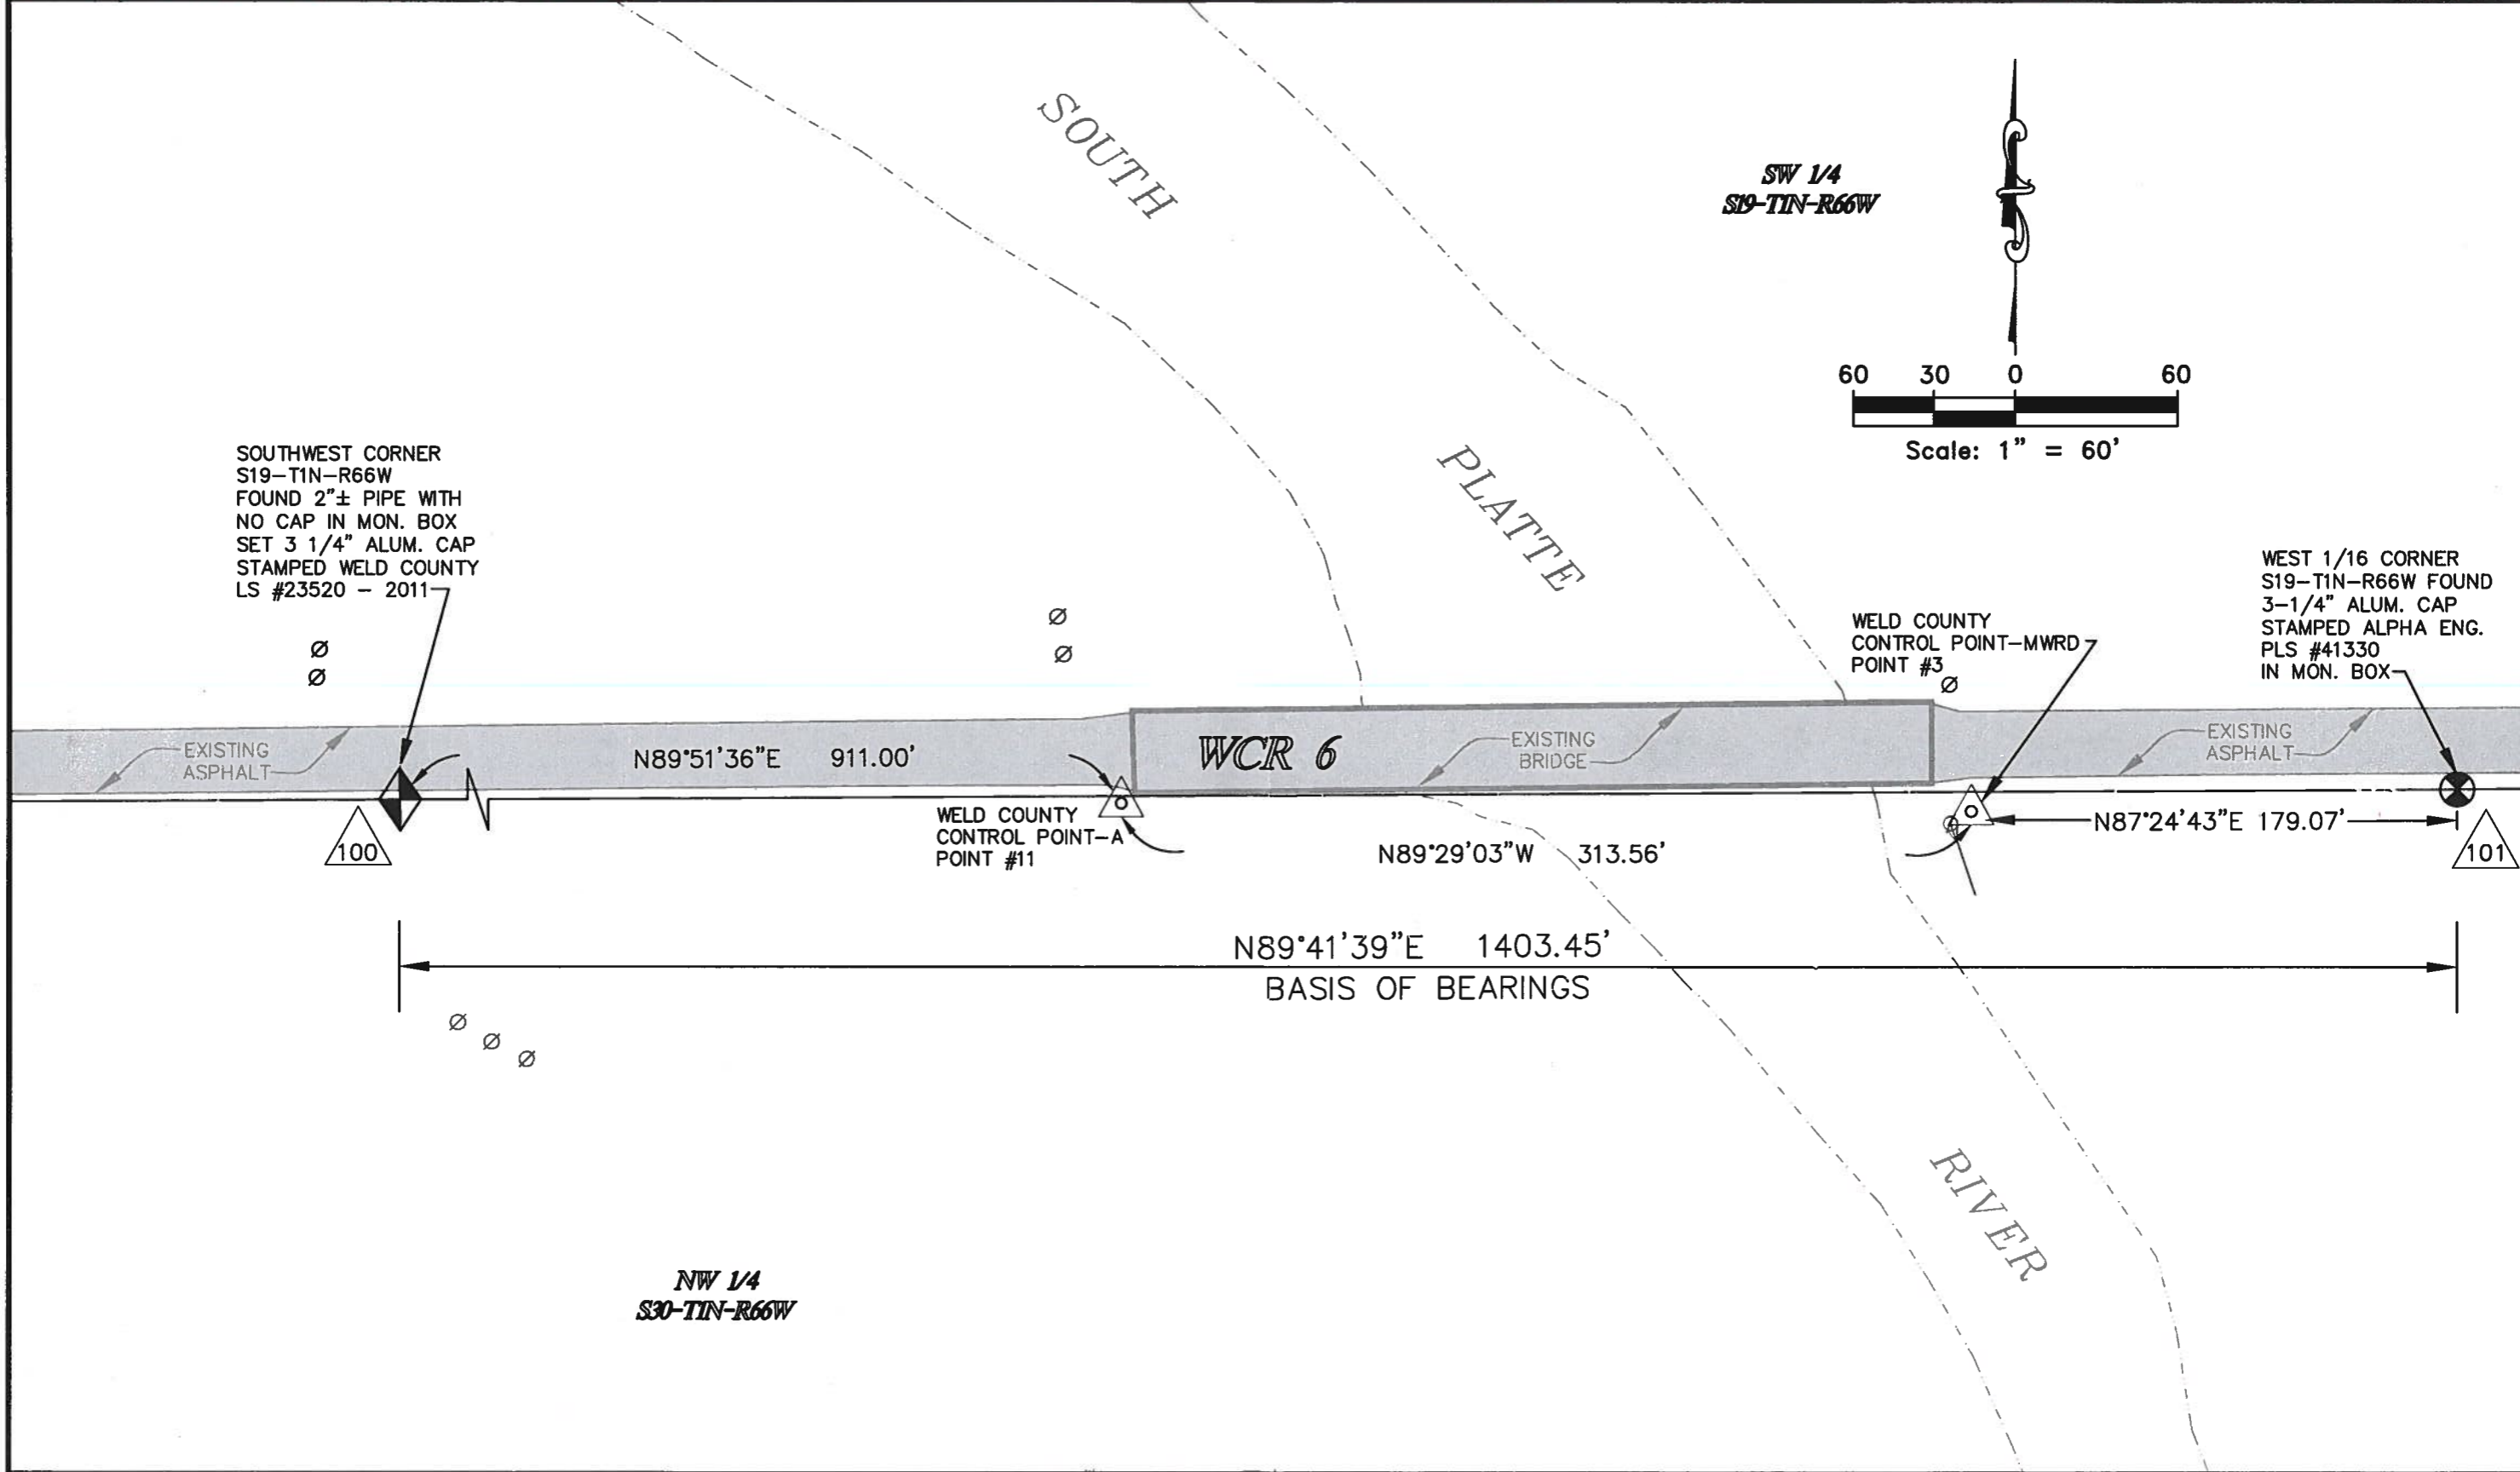 SOUTH
SW 1/4
S19-T1N-R66W
60 30 0 60
Scale: 1" = 60'
PLATTE
SOUTHWEST CORNER
S19-T1N-R66W
FOUND 2"± PIPE WITH
NO CAP IN MON. BOX
SET 3 1/4" ALUM. CAP
STAMPED WELD COUNTY
LS #23520 - 2011
WELD COUNTY
CONTROL POINT-MWRD
POINT #3
WEST 1/16 CORNER
S19-T1N-R66W FOUND
3-1/4" ALUM. CAP
STAMPED ALPHA ENG.
PLS #41330
IN MON. BOX
EXISTING
ASPHALT
N89°51'36"E 911.00'
WCR 6
EXISTING
BRIDGE
EXISTING
ASPHALT
100
WELD COUNTY
CONTROL POINT-A
POINT #11
N89°29'03"W 313.56'
N87°24'43"E 179.07'
101
N89°41'39"E 1403.45'
BASIS OF BEARINGS
RIVER
NW 1/4
S30-T1N-R66W